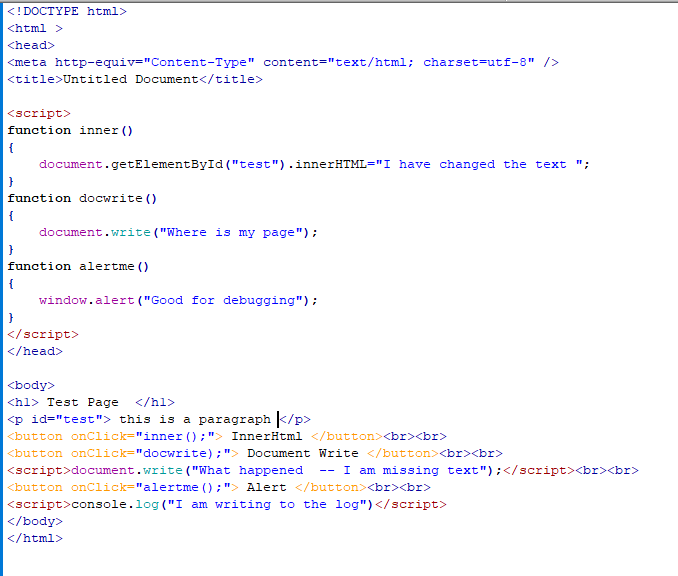 <!DOCTYPE html>
<html >
<head>
<meta http-equiv="Content-Type" content="text/html; charset=utf-8" />
<title>Untitled Document</title>

<script>
function inner()
{
    document.getElementById("test").innerHTML="I have changed the text ";
}
function docwrite()
{
    document.write("Where is my page");
}
function alertme()
{
    window.alert("Good for debugging");
}
</script>
</head>

<body>
<h1> Test Page  </h1>
<p id="test"> this is a paragraph </p>
<button onClick="inner();"> InnerHtml </button><br><br>
<button onClick="docwrite);"> Document Write </button><br><br>
<script>document.write("What happened  -- I am missing text");</script><br><br>
<button onClick="alertme();"> Alert </button><br><br>
<script>console.log("I am writing to the log")</script>
</body>
</html>